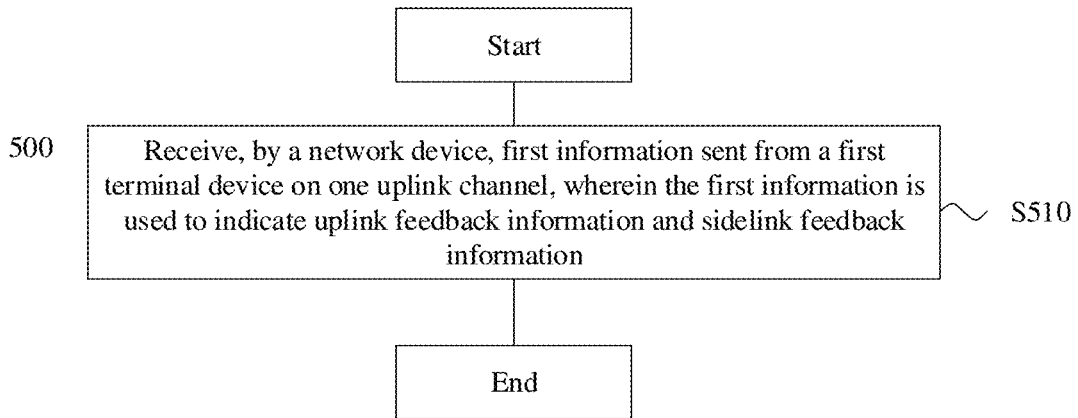 Start
500
Receive, by a network device, first information sent from a first
terminal device on one uplink channel, wherein the first information is
used to indicate uplink feedback information and sidelink feedback
information
S510
End